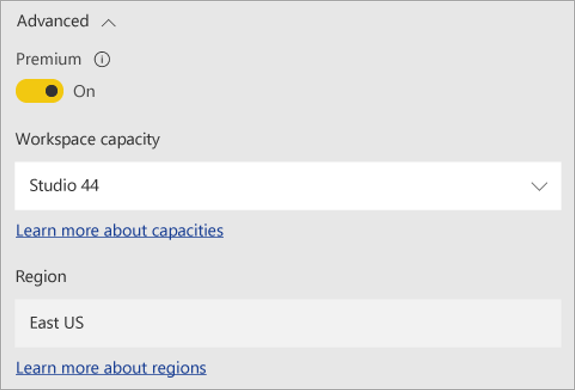 Advanced
Premium
On
Workspace capacity
Studio 44
Learn more about capacities
Region
East US
Learn more about regions